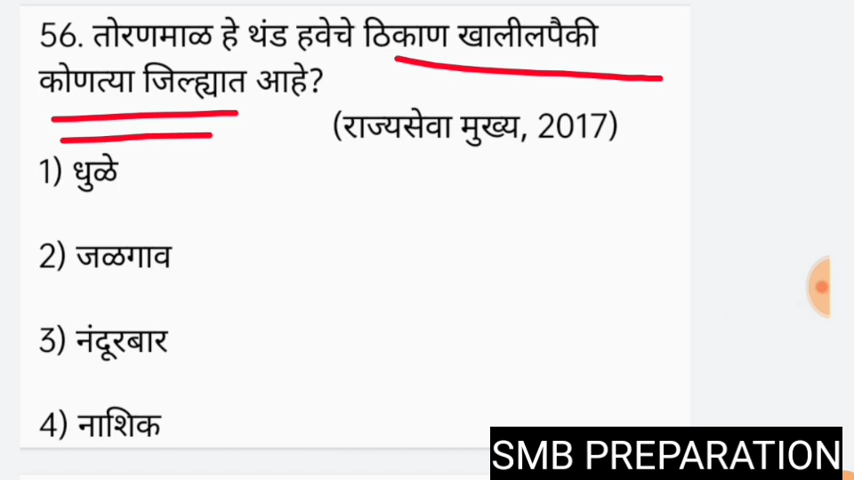 56. तोरणमाळ हे थंड हवेचे ठिकाण खालीलपैकी
कोणत्या जिल्ह्यात आहे?
(राज्यसेवा मुख्य, 2017)
1) धुळे
2) जळगाव
3) नंदूरबार
4) नाशिक
SMB PREPARATION